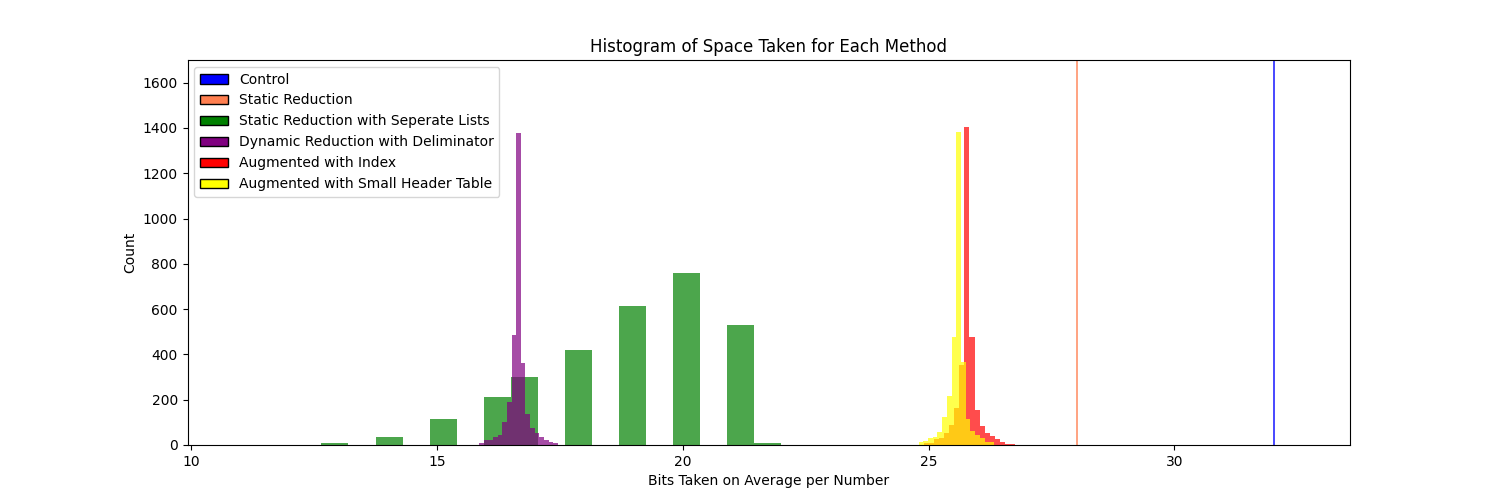 Histogram of Space Taken for Each Method
Control
Static Reduction
Static Reduction with Seperate Lists
Dynamic Reduction with Deliminator
Augmented with Index
Augmented with Small Header Table
1600
1400
1200
1000
800
600
400
200
0
Count
10 15 20 25 30
Bits Taken on Average per Number